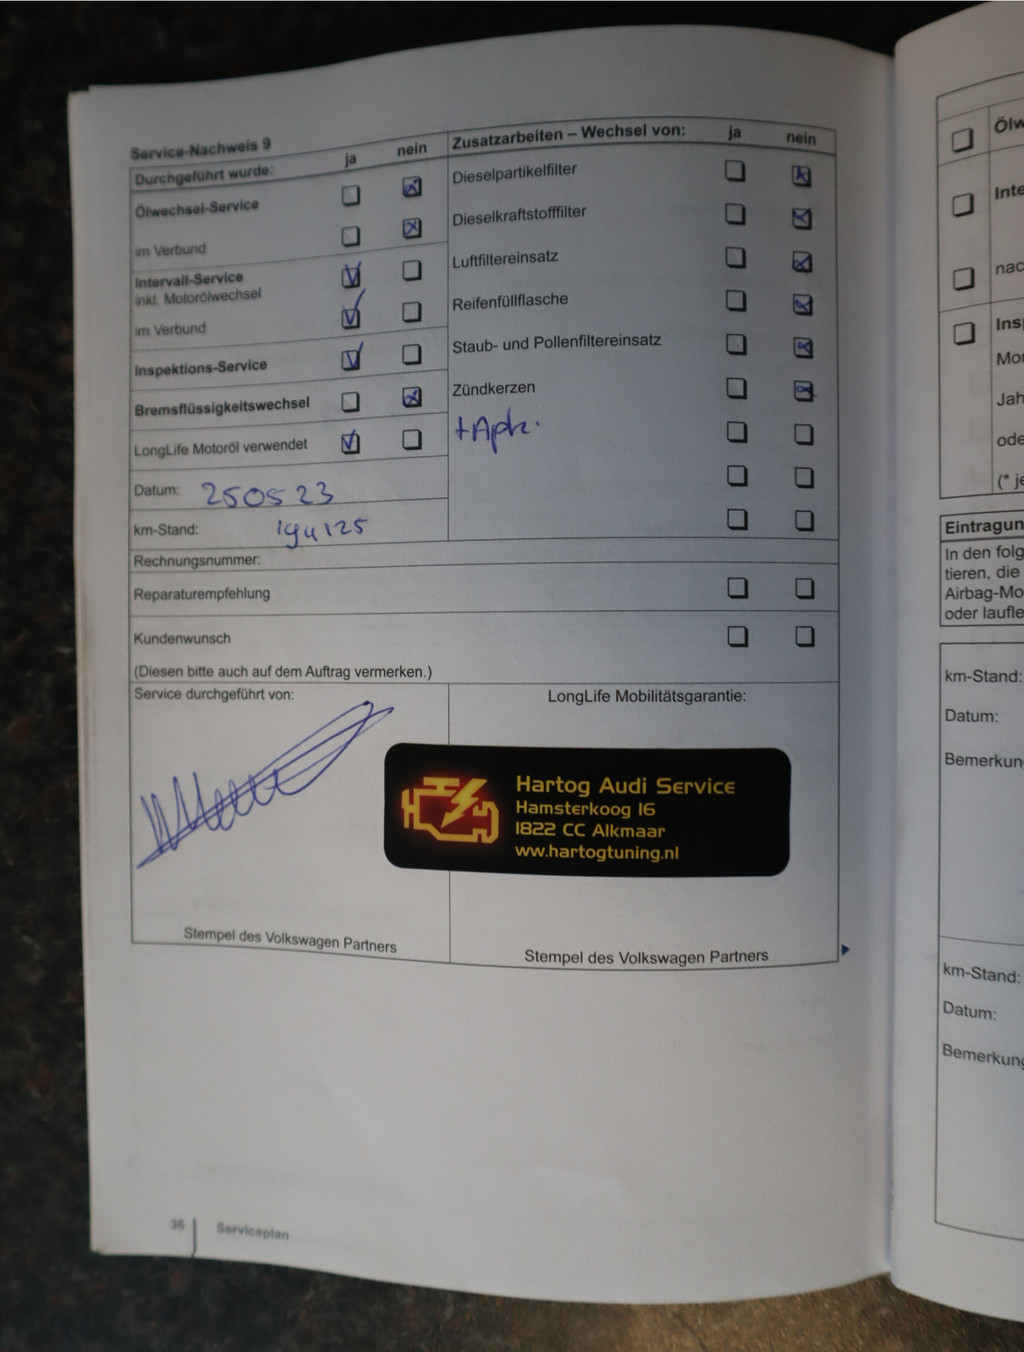 Service-Nachweis 9
Durchgeführt wurde: ja nein
Ölwechsel-Service
im Verbund
Intervall-Service
inkl. Motorölwechsel
im Verbund
Inspektions-Service
Bremsflüssigkeitswechsel
LongLife Motoröl verwendet
Datum: 250523
km-Stand:
Zusatzarbeiten – Wechsel von: ja nein
Dieselpartikelfilter
Dieselkraftstofffilter
Luftfiltereinsatz
Reifenfüllflasche
Staub- und Pollenfiltereinsatz
Zündkerzen
Rechnungsnummer:
Reparaturempfehlung
Kundenwunsch
(Diesen bitte auch auf dem Auftrag vermerken.)
Service durchgeführt von:
Stempel des Volkswagen Partners
LongLife Mobilitätsgarantie:
Hartog Audi Service
Hamsterkoog 16
1822 CC Alkmaar
ww.hartogtuning.nl
Stempel des Volkswagen Partners
36 Serviceplan
Eintragun
In den folg
tieren, die
Airbag-Mo
oder laufle
km-Stand:
Datum:
Bemerkun
km-Stand:
Datum:
Bemerkung